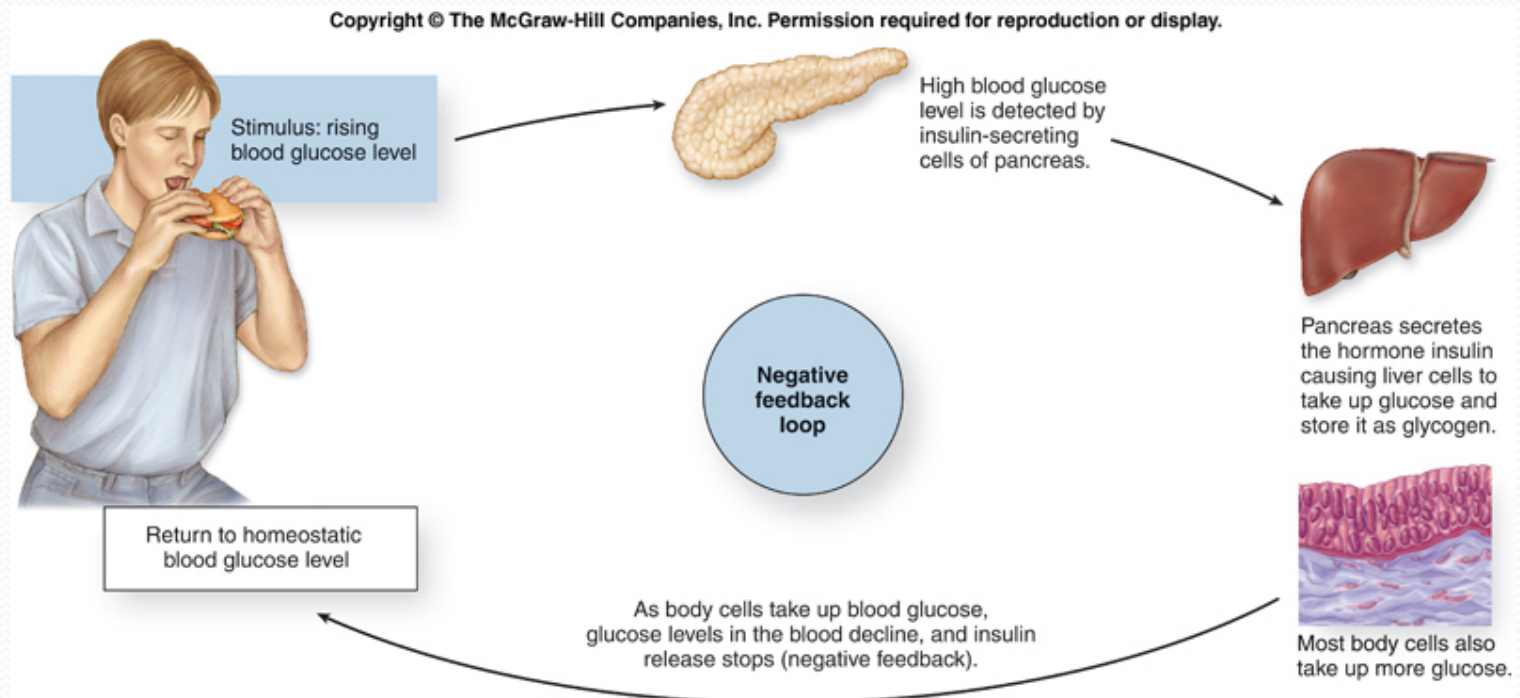 Copyright © The McGraw-Hill Companies, Inc. Permission required for reproduction or display.
Stimulus: rising
blood glucose level
High blood glucose
level is detected by
insulin-secreting
cells of pancreas.
Pancreas secretes
the hormone insulin
causing liver cells to
take up glucose and
store it as glycogen.
Negative
feedback
loop
Most body cells also
take up more glucose.
As body cells take up blood glucose,
glucose levels in the blood decline, and insulin
release stops (negative feedback).
Return to homeostatic
blood glucose level